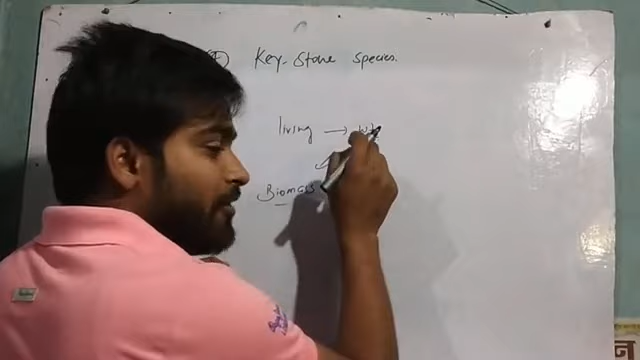 Key-Stone Species.
living → w
Biomass
न